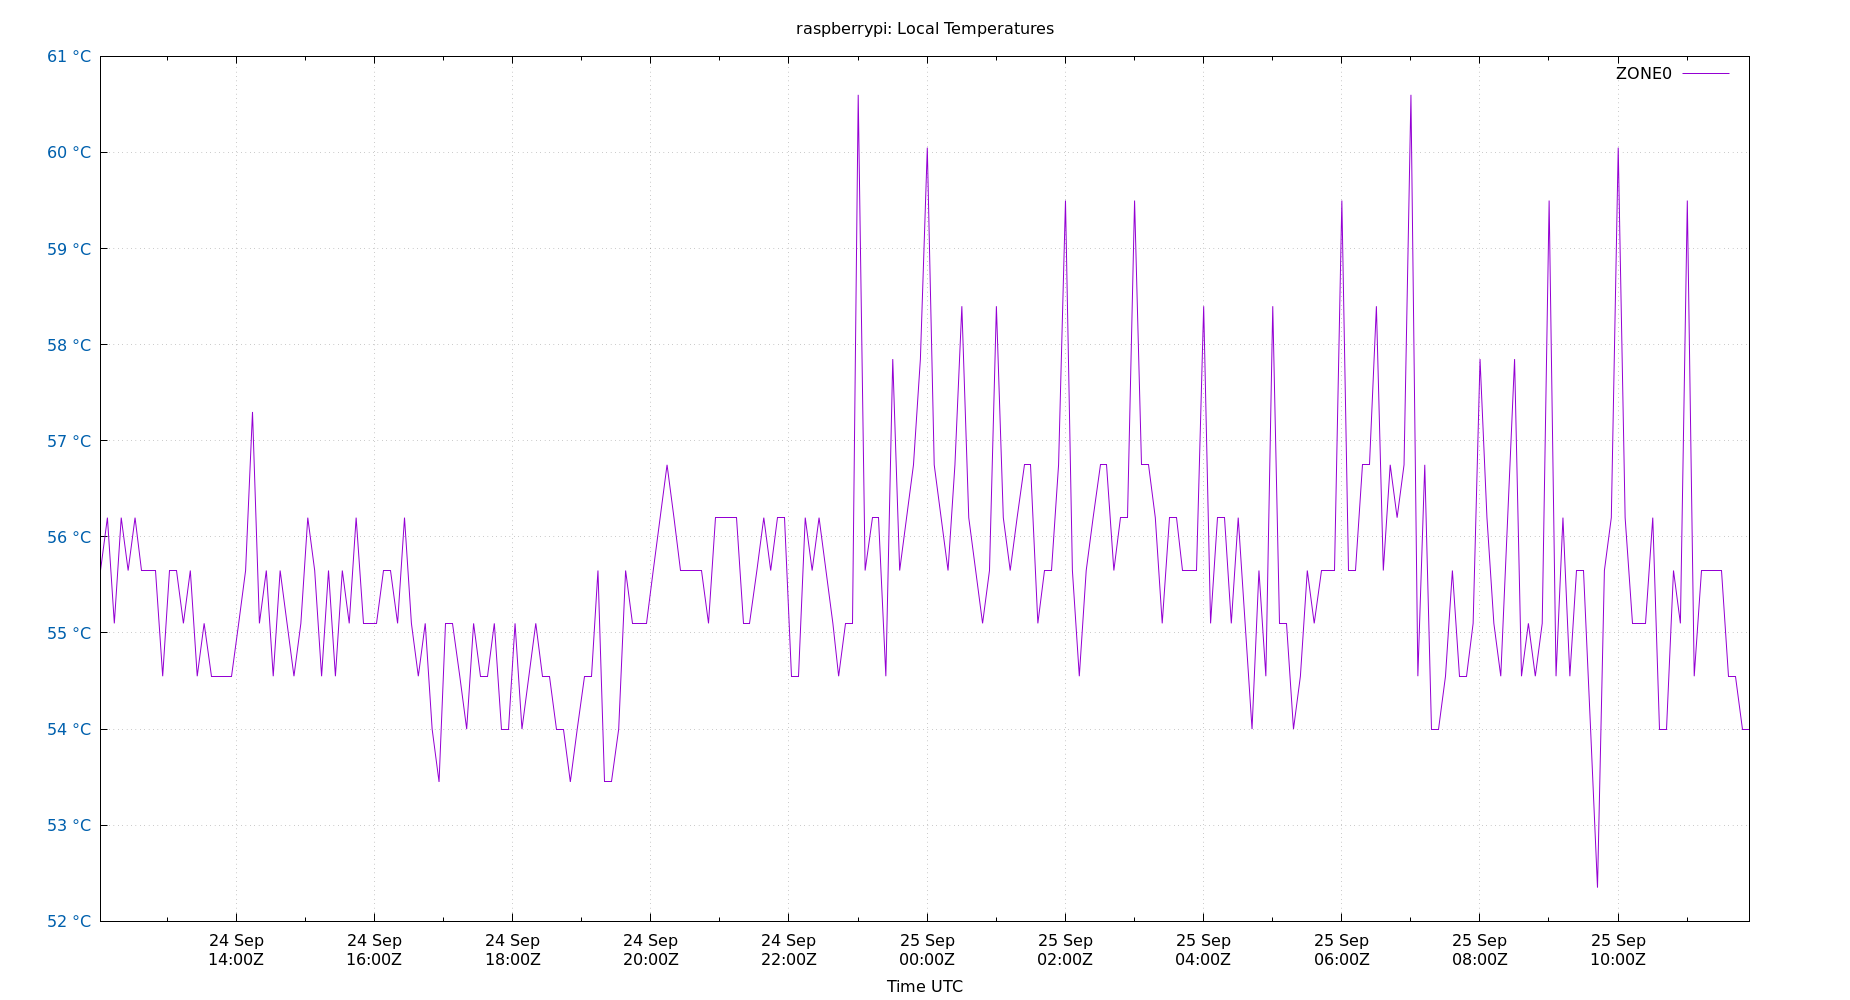 raspberrypi: Local Temperatures
ZONE0
61 °C
60 °C
59 °C
58 °C
57 °C
56 °C
55 °C
54 °C
53 °C
52 °C
24 Sep 14:00Z
24 Sep 16:00Z
24 Sep 18:00Z
24 Sep 20:00Z
24 Sep 22:00Z
25 Sep 00:00Z
25 Sep 02:00Z
25 Sep 04:00Z
25 Sep 06:00Z
25 Sep 08:00Z
25 Sep 10:00Z
Time UTC